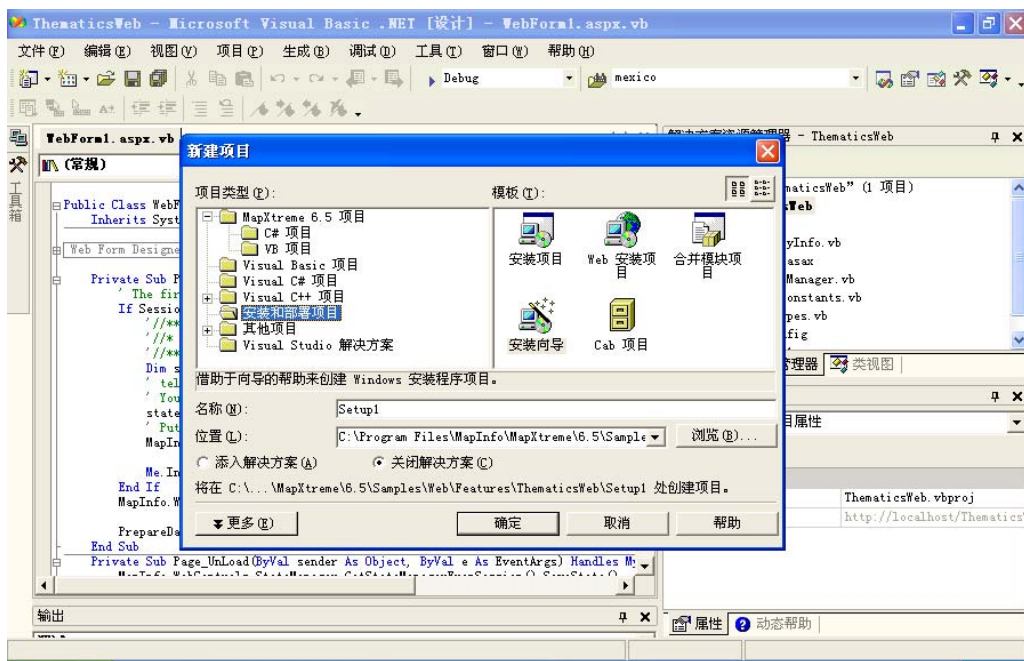 ThematicsWeb - Microsoft Visual Basic .NET [设计] - WebForm1.aspx.vb
文件(F) 编辑(E) 视图(V) 项目(P) 生成(B) 调试(D) 工具(T) 窗口(W) 帮助(H)
Debug mexico
WebForm1.aspx.vb
- ThematicsWeb
(常规)
工具箱
Public Class WebF
Inherits Syst
Web Form Designe
Private Sub P
' The fir
If Sessio
'//**
'//*
'//**
Dim s
' tel
' You
state
' Put
MapIn
Me.In
End If
MapInfo.W
PrepareDa
End Sub
Private Sub Page_UnLoad(ByVal sender As Object, ByVal e As EventArgs) Handles My
新建项目
项目类型(P):
模板(T):
MapXtreme 6.5 项目
C# 项目
VB 项目
Visual Basic 项目
Visual C# 项目
Visual C++ 项目
安装和部署项目
其他项目
Visual Studio 解决方案
安装项目
Web 安装项目
合并模块项目
安装向导
Cab 项目
借助于向导的帮助来创建 Windows 安装程序项目。
名称(N):
Setup1
位置(L):
C:\Program Files\MapInfo\MapXtreme\6.5\Sample
浏览(B)...
添入解决方案(A)
关闭解决方案(C)
将在 C:\...\MapXtreme\6.5\Samples\Web\Features\ThematicsWeb\Setup1 处创建项目。
更多(E)
确定
取消
帮助
maticsWeb" (1 项目)
sWeb
yInfo.vb
asax
Manager.vb
onstants.vb
pes.vb
fig
管理器
类视图
目属性
ThematicsWeb.vbproj
http://localhost/Thematics
输出
属性
动态帮助